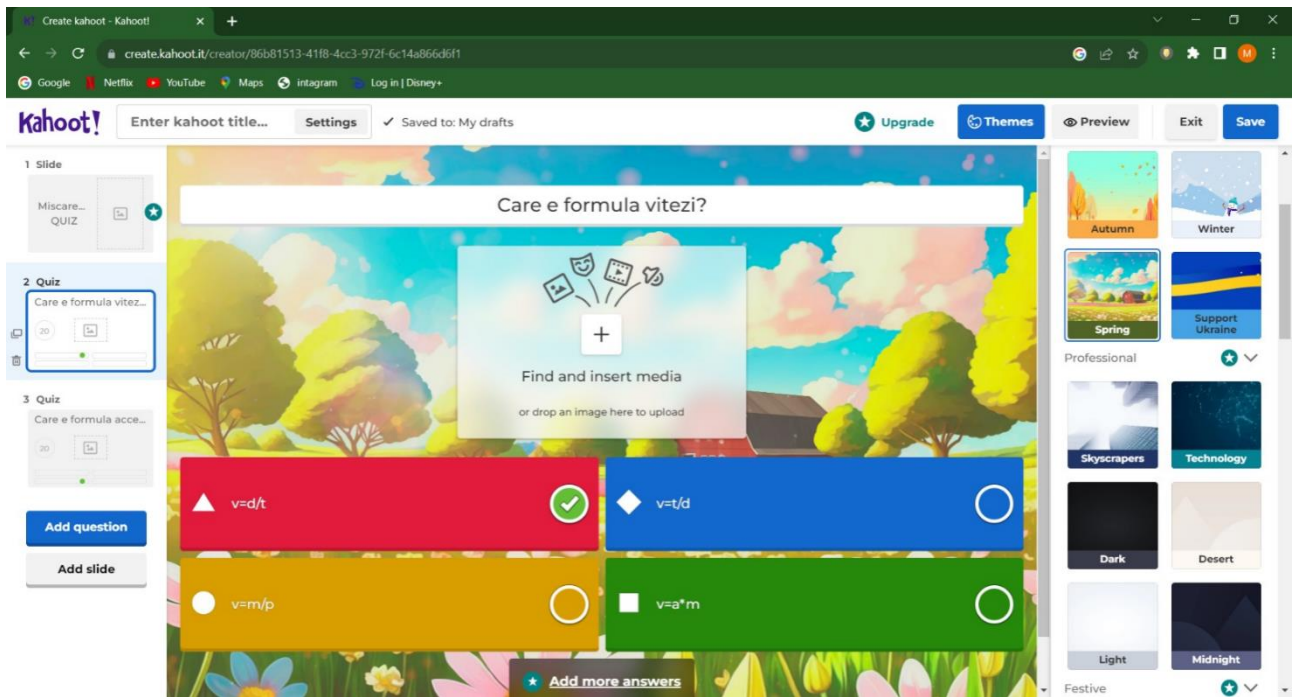 Create kahoot - Kahoot!
create.kahoot.it/creator/86b81513-41f8-4cc3-972f-6c14a866d6f1
Google Netflix YouTube Maps intagram Log in | Disney+
Kahoot! Enter kahoot title... Settings Saved to: My drafts Upgrade Themes Preview Exit Save
1 Slide
Miscare...
QUIZ
2 Quiz
Care e formula vitez...
20
3 Quiz
Care e formula acce...
20
Add question
Add slide
Care e formula vitezi?
Find and insert media
or drop an image here to upload
v=d/t
v=t/d
v=m/p
v=a*m
Add more answers
Autumn Winter
Spring Support
Ukraine
Professional
Skyscrapers Technology
Dark Desert
Light Midnight
Festive